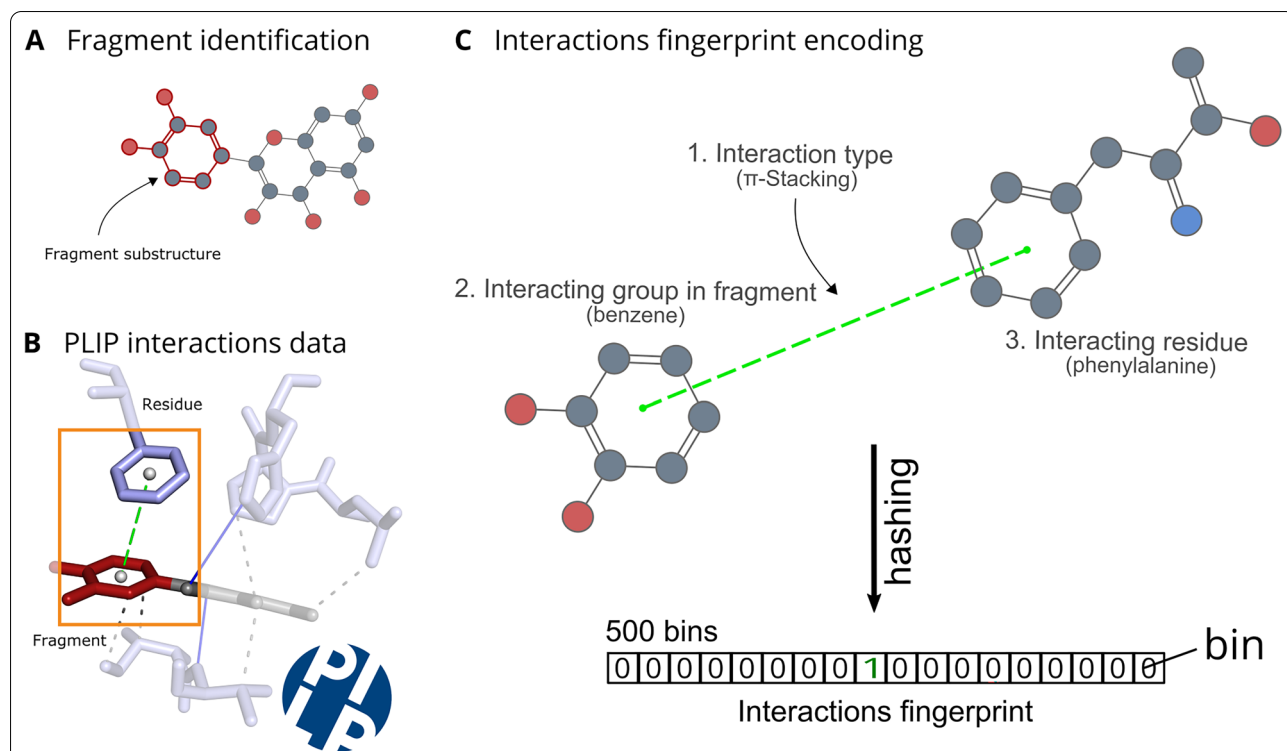 A Fragment identification
Fragment substructure
B PLIP interactions data
Residue
Fragment
PLIP
C Interactions fingerprint encoding
1. Interaction type
(π-Stacking)
2. Interacting group in fragment
(benzene)
3. Interacting residue
(phenylalanine)
hashing
500 bins
0 0 0 0 0 0 0 0 1 0 0 0 0 0 0 0 0 0
bin
Interactions fingerprint